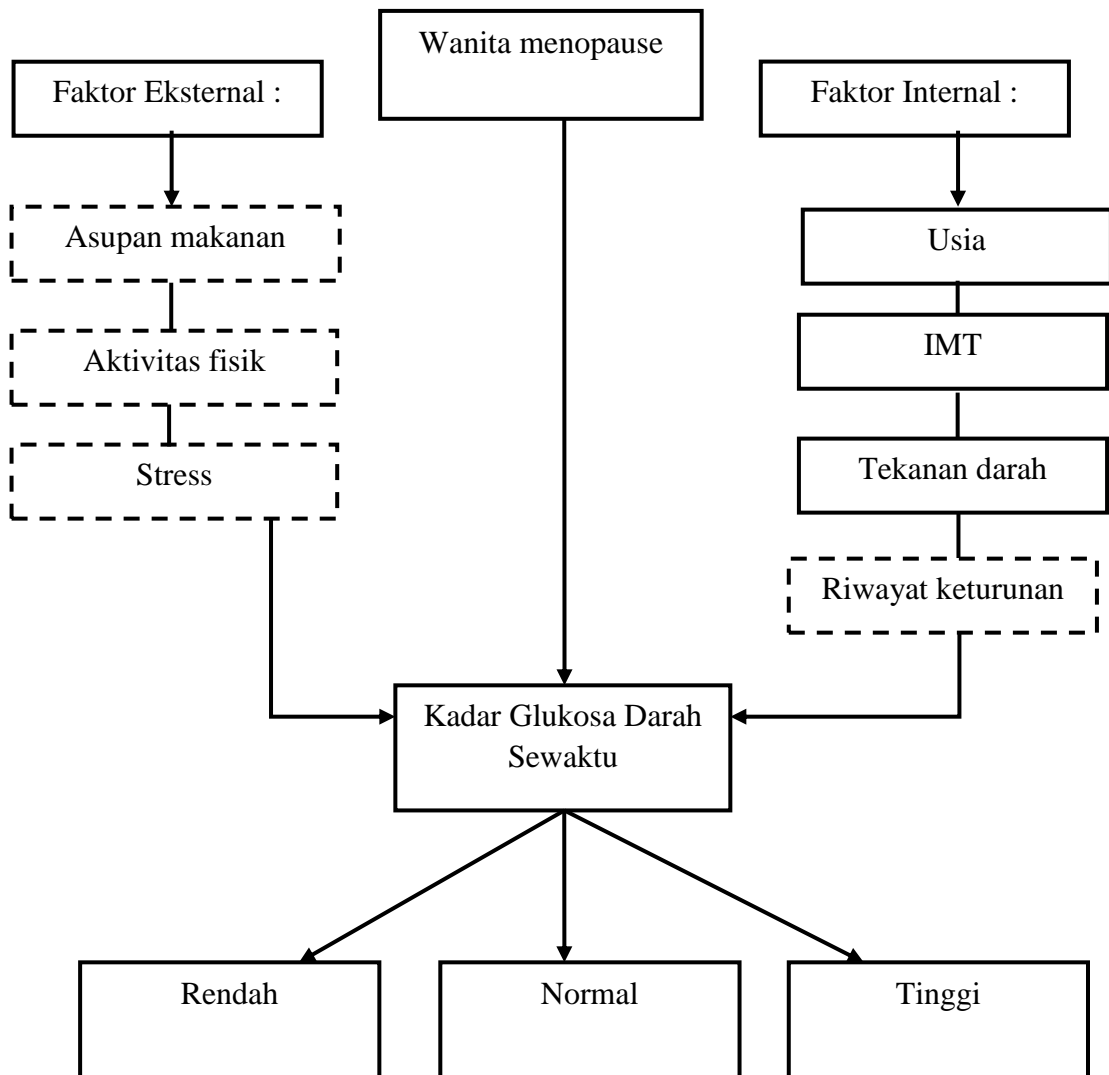 Wanita menopause
Faktor Eksternal :
Faktor Internal :
Asupan makanan
Usia
Aktivitas fisik
IMT
Stress
Tekanan darah
Riwayat keturunan
Kadar Glukosa Darah
Sewaktu
Rendah
Normal
Tinggi